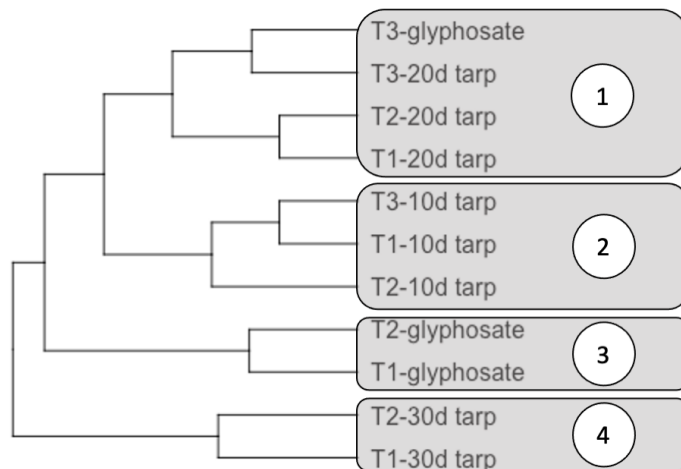 T3-glyphosate
T3-20d tarp
1
T2-20d tarp
T1-20d tarp
T3-10d tarp
T1-10d tarp
2
T2-10d tarp
T2-glyphosate
3
T1-glyphosate
T2-30d tarp
4
T1-30d tarp